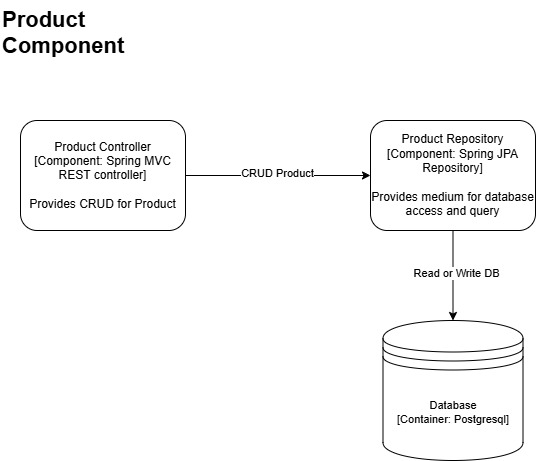 Product
Component
Product Controller
[Component: Spring MVC
REST controller]
Provides CRUD for Product
CRUD Product
Product Repository
[Component: Spring JPA
Repository]
Provides medium for database
access and query
Read or Write DB
Database
[Container: Postgresql]